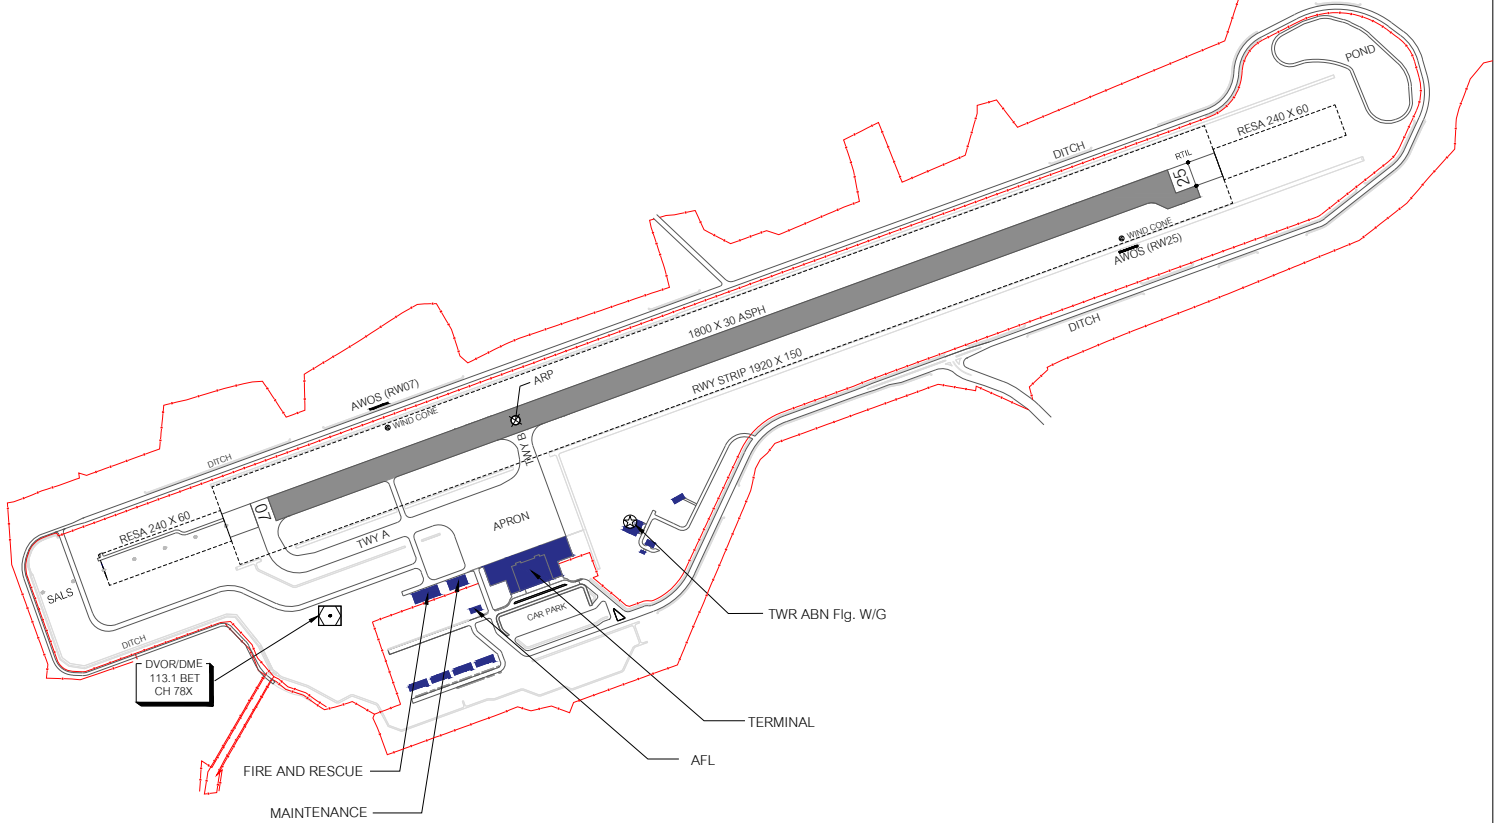 POND
RESA 240 X 60
DITCH
RTIL
25
WIND CONE
AWOS (RW25)
DITCH
1800 X 30 ASPH
RWY STRIP 1920 X 150
ARP
AWOS (RW07)
WIND CONE
TWY B
DITCH
07
RESA 240 X 60
APRON
TWY A
SALS
CAR PARK
DITCH
TWR ABN Flg. W/G
DVOR/DME
113.1 BET
CH 78X
TERMINAL
AFL
FIRE AND RESCUE
MAINTENANCE